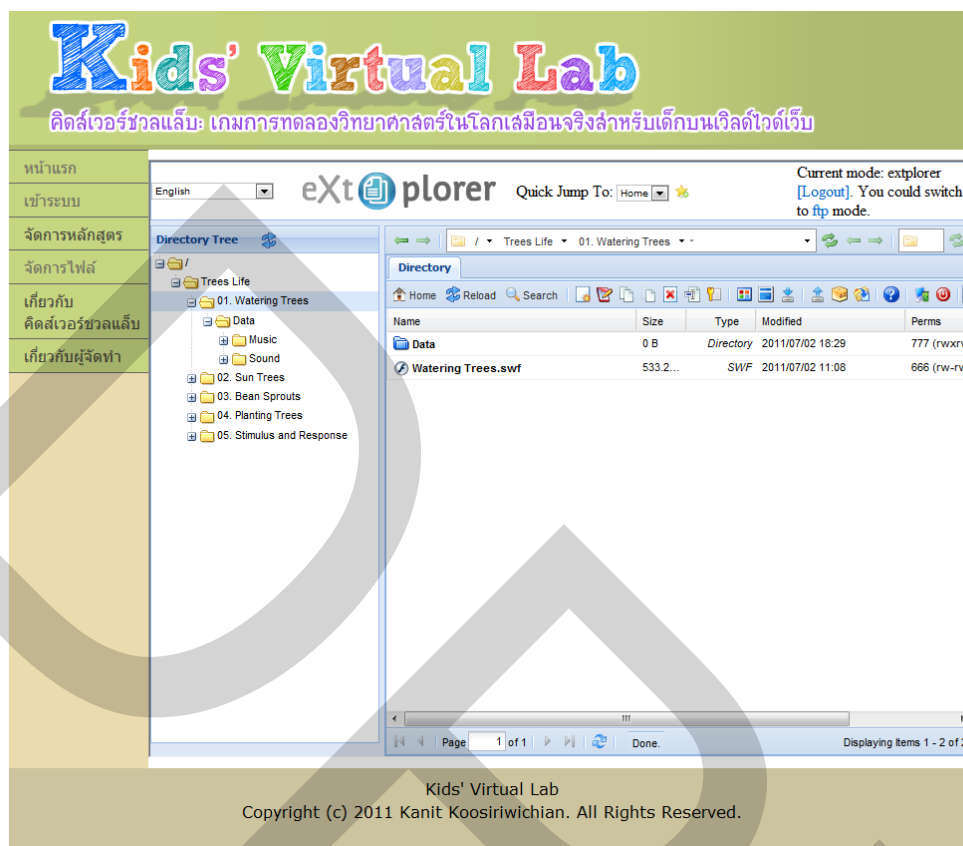 Kids' Virtual Lab
คิดส์เวอร์ชวลแล็บ: เกมการทดลองวิทยาศาสตร์ในโลกเสมือนจริงสำหรับเด็กบนเวิลด์ไวด์เว็บ
หน้าแรก
เข้าระบบ
จัดการหลักสูตร
จัดการไฟล์
เกี่ยวกับ
คิดส์เวอร์ชวลแล็บ
เกี่ยวกับผู้จัดทำ
English
eXtplorer
Quick Jump To: Home
Current mode: extplorer
[Logout]. You could switch
to ftp mode.
Directory Tree
/
Trees Life
01. Watering Trees
Data
Music
Sound
02. Sun Trees
03. Bean Sprouts
04. Planting Trees
05. Stimulus and Response
/ Trees Life 01. Watering Trees
Directory
Home Reload Search
Name Size Type Modified Perms
Data 0 B Directory 2011/07/02 18:29 777 (rwxrv
Watering Trees.swf 533.2... SWF 2011/07/02 11:08 666 (rw-rv
Page 1 of 1 Done. Displaying Items 1 - 2 of 2
Kids' Virtual Lab
Copyright (c) 2011 Kanit Koosiriwichian. All Rights Reserved.